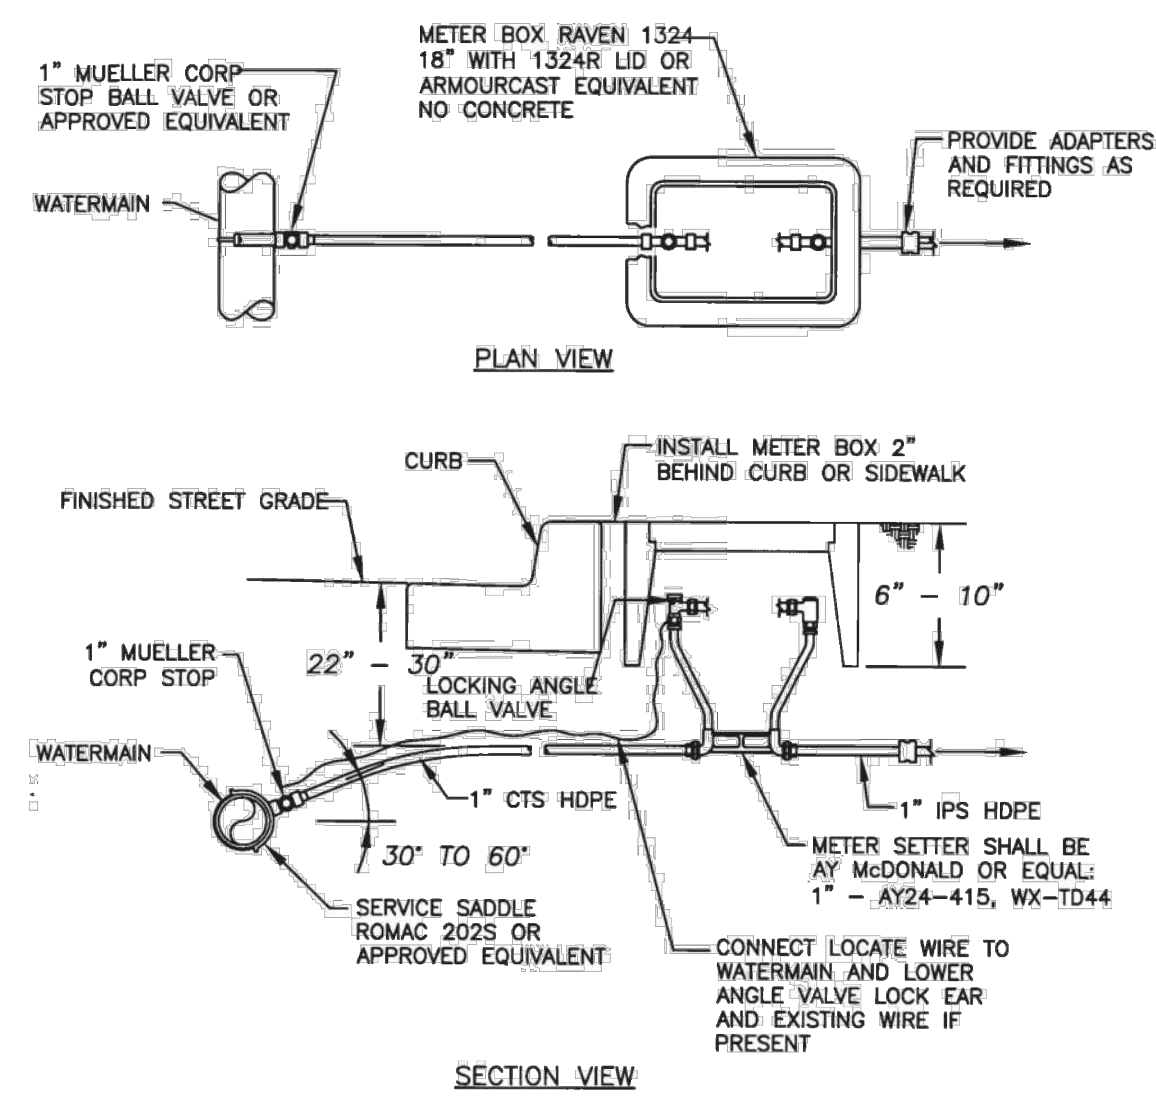 METER BOX RAVEN 1324
18" WITH 1324R LID OR
ARMOURCAST EQUIVALENT
NO CONCRETE
1" MUELLER CORP
STOP BALL VALVE OR
APPROVED EQUIVALENT
PROVIDE ADAPTERS
AND FITTINGS AS
REQUIRED
WATERMAIN
PLAN VIEW
INSTALL METER BOX 2"
BEHIND CURB OR SIDEWALK
CURB
FINISHED STREET GRADE
6" - 10"
1" MUELLER
CORP STOP
22" - 30"
LOCKING ANGLE
BALL VALVE
WATERMAIN
1" CTS HDPE
1" IPS HDPE
30° TO 60°
METER SETTER SHALL BE
AY McDONALD OR EQUAL:
1" - AY24-415, WX-TD44
SERVICE SADDLE
ROMAC 202S OR
APPROVED EQUIVALENT
CONNECT LOCATE WIRE TO
WATERMAIN AND LOWER
ANGLE VALVE LOCK EAR
AND EXISTING WIRE IF
PRESENT
SECTION VIEW